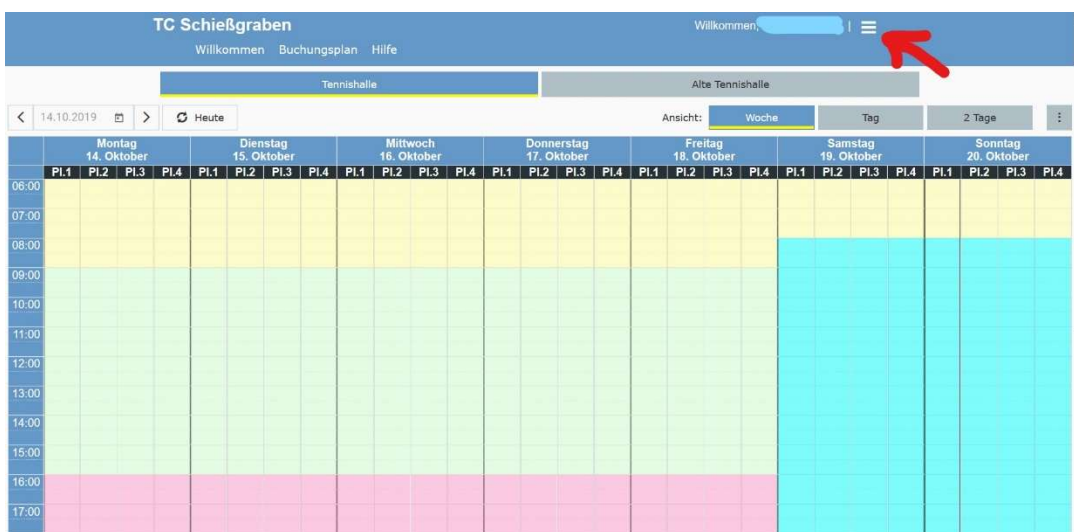 TC Schießgraben
Willkommen, |
Willkommen Buchungsplan Hilfe
Tennishalle Alte Tennishalle
14.10.2019 Heute Ansicht: Woche Tag 2 Tage
Montag Dienstag Mittwoch Donnerstag Freitag Samstag Sonntag
14. Oktober 15. Oktober 16. Oktober 17. Oktober 18. Oktober 19. Oktober 20. Oktober
Pl.1 Pl.2 Pl.3 Pl.4 Pl.1 Pl.2 Pl.3 Pl.4 Pl.1 Pl.2 Pl.3 Pl.4 Pl.1 Pl.2 Pl.3 Pl.4 Pl.1 Pl.2 Pl.3 Pl.4 Pl.1 Pl.2 Pl.3 Pl.4 Pl.1 Pl.2 Pl.3 Pl.4
06:00
07:00
08:00
09:00
10:00
11:00
12:00
13:00
14:00
15:00
16:00
17:00